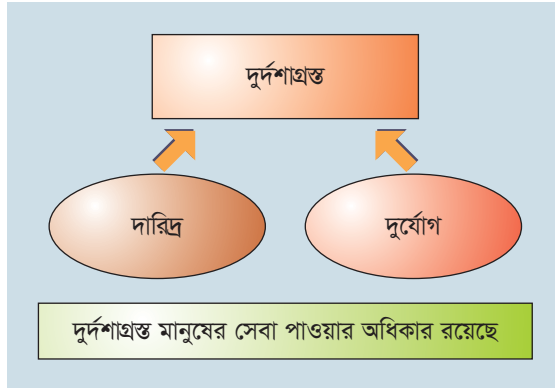 দুর্দশাগ্রস্ত
দারিদ্র
দুর্যোগ
দুর্দশাগ্রস্ত মানুষের সেবা পাওয়ার অধিকার রয়েছে